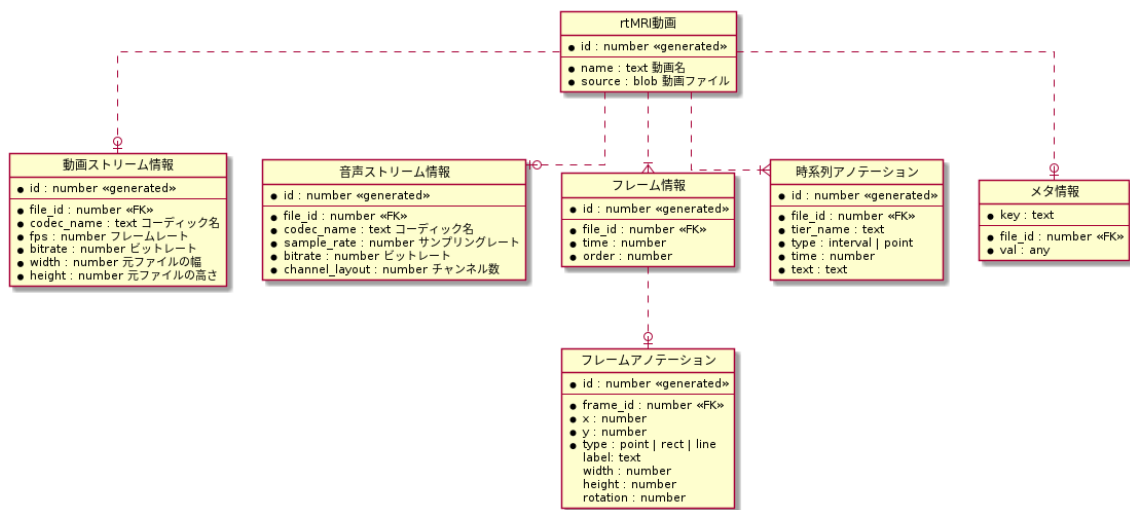 rtMRI動画
id : number «generated»
name : text 動画名
source : blob 動画ファイル
動画ストリーム情報
id : number «generated»
file_id : number «FK»
codec_name : text コーディック名
fps : number フレームレート
bitrate : number ビットレート
width : number 元ファイルの幅
height : number 元ファイルの高さ
音声ストリーム情報
id : number «generated»
file_id : number «FK»
codec_name : text コーディック名
sample_rate : number サンプリングレート
bitrate : number ビットレート
channel_layout : number チャンネル数
フレーム情報
id : number «generated»
file_id : number «FK»
time : number
order : number
時系列アノテーション
id : number «generated»
file_id : number «FK»
tier_name : text
type : interval | point
time : number
text : text
メタ情報
key : text
file_id : number «FK»
val : any
フレームアノテーション
id : number «generated»
frame_id : number «FK»
x : number
y : number
type : point | rect | line
label: text
width : number
height : number
rotation : number